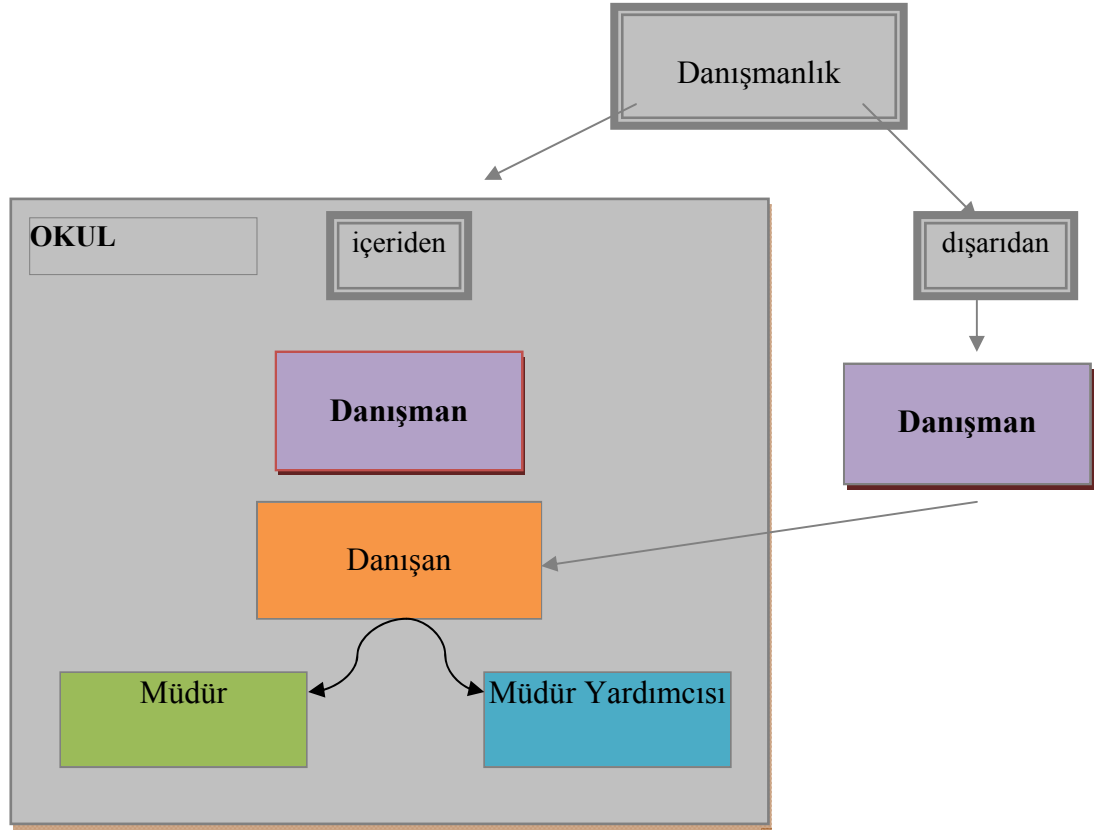 Danışmanlık
OKUL
içeriden
dışarıdan
Danışman
Danışman
Danışan
Müdür
Müdür Yardımcısı